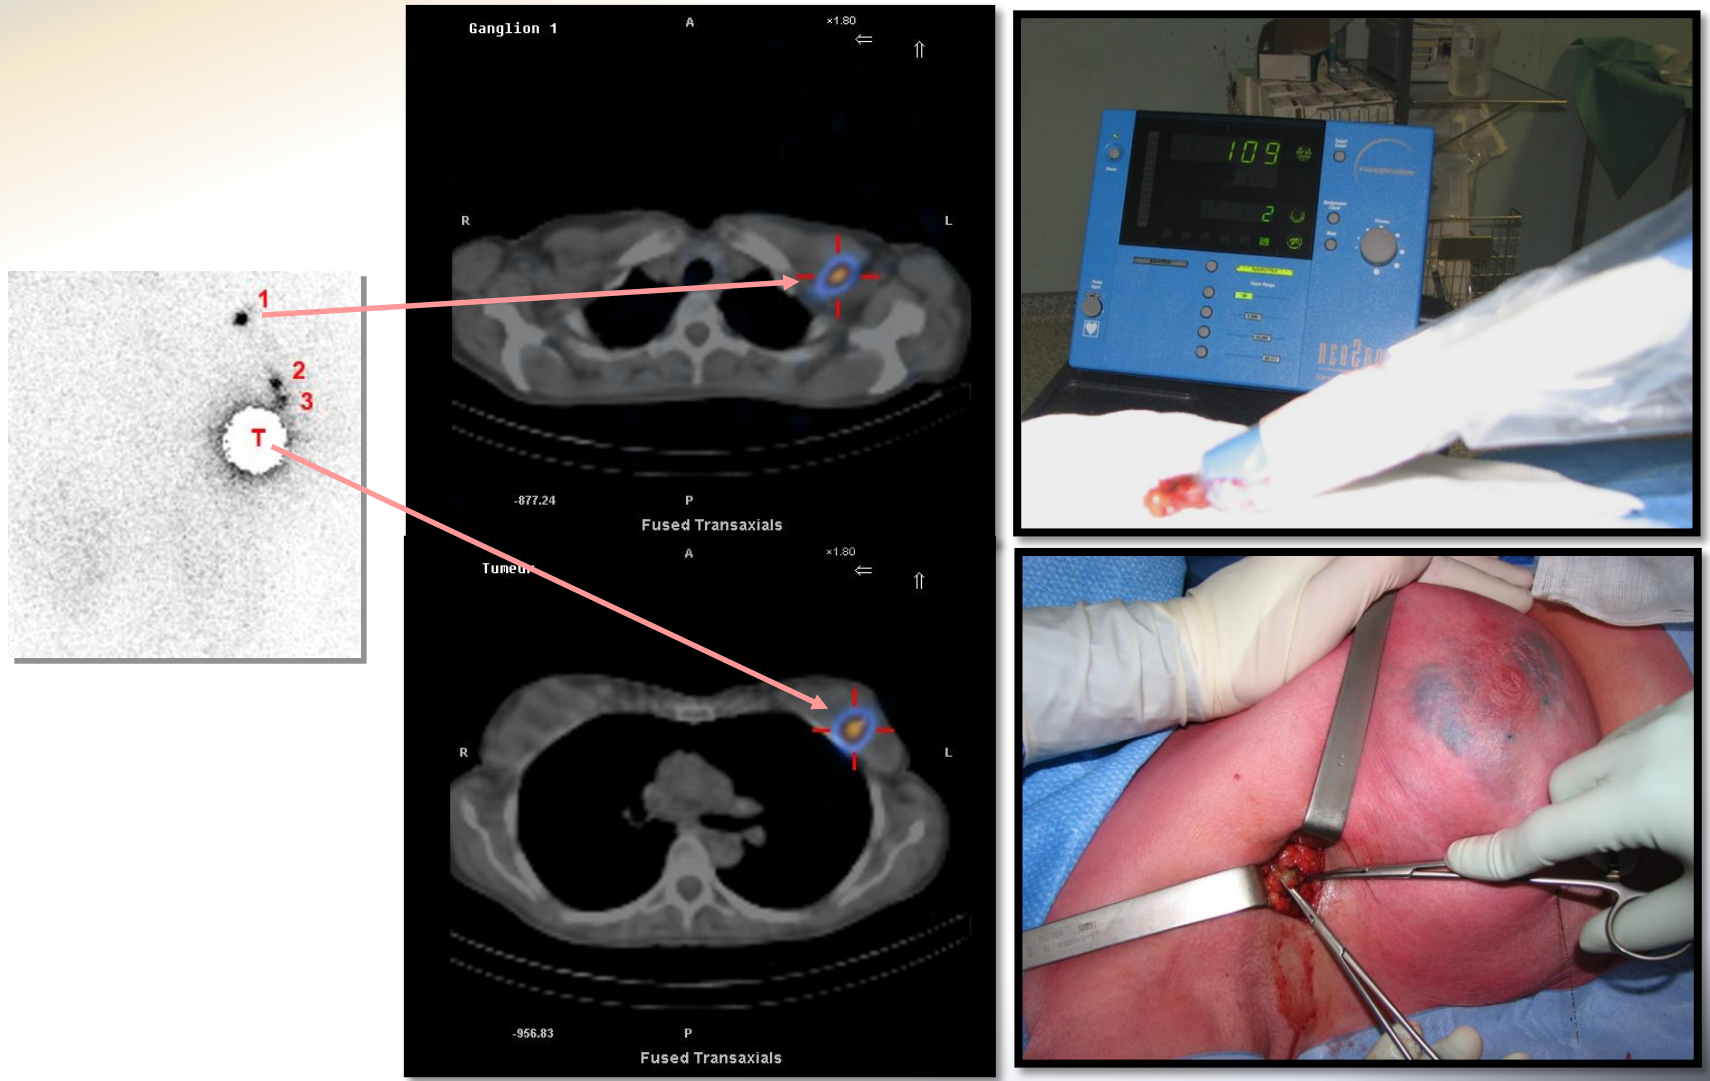 1
2
3
T
Ganglion 1
A
×1.80
R
L
-877.24
P
Fused Transaxials
Tumeur
A
×1.80
R
L
-956.83
P
Fused Transaxials
109
2